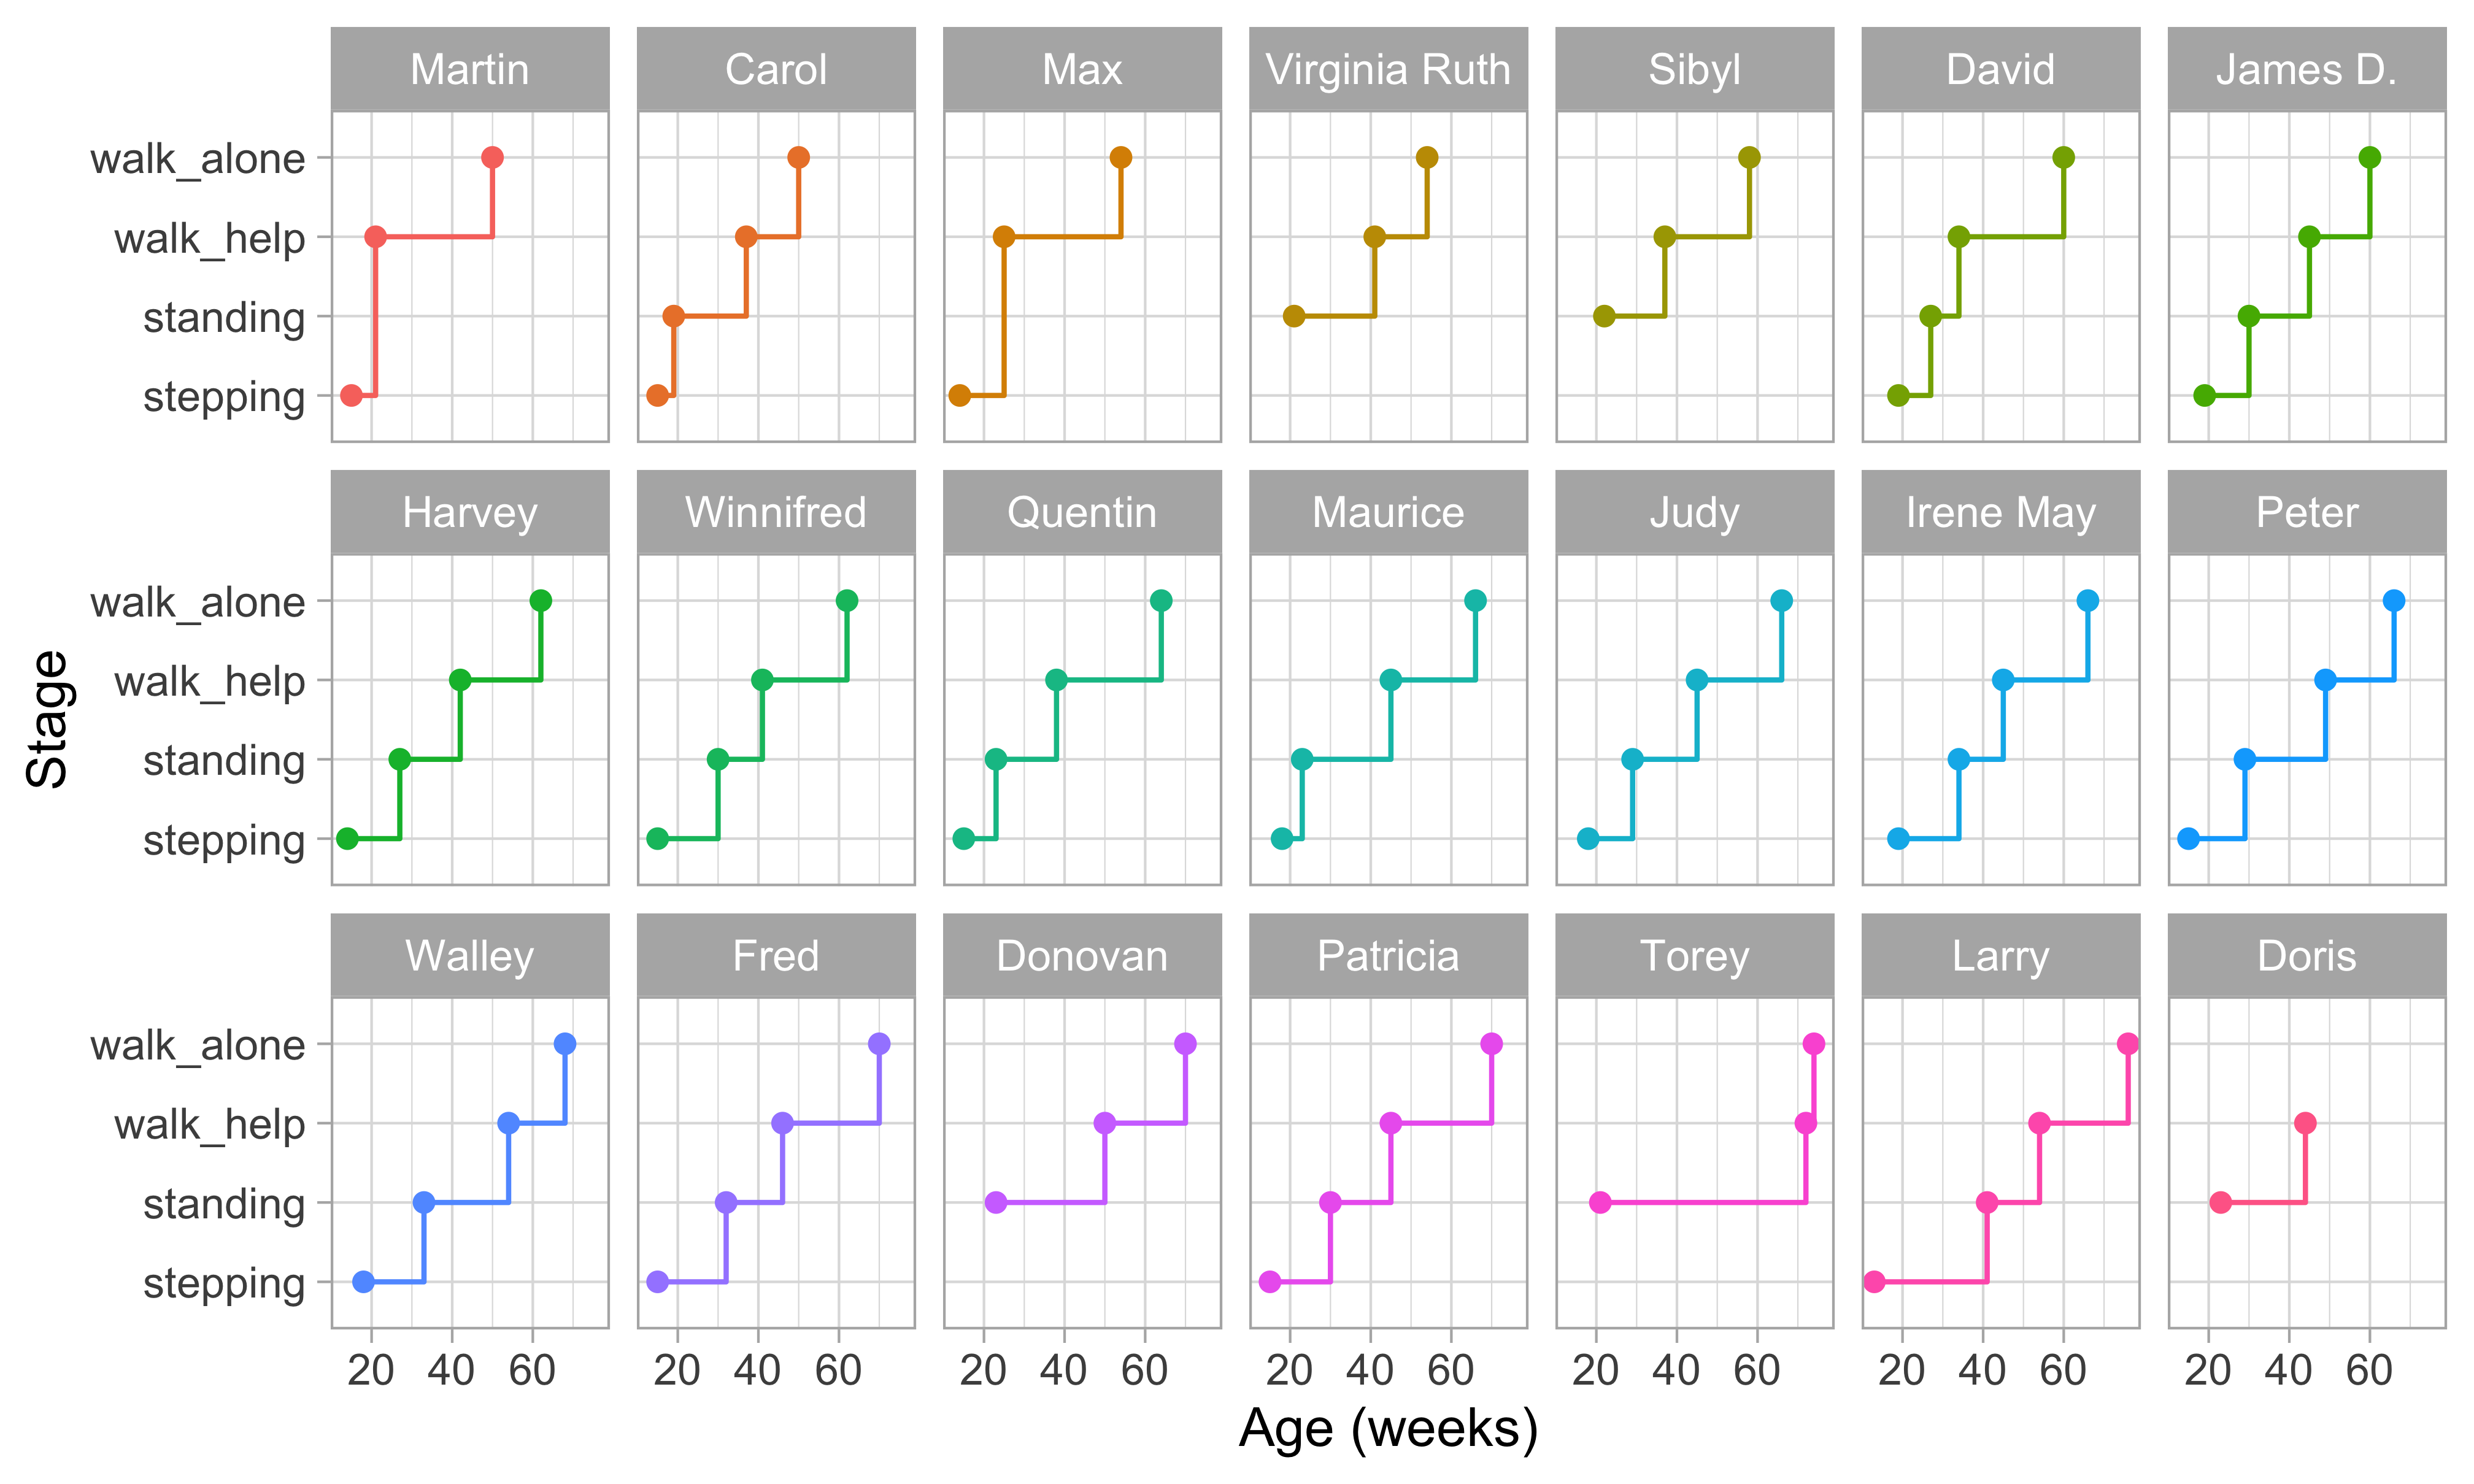 Martin Carol Max Virginia Ruth Sibyl David James D.
walk_alone
walk_help
standing
stepping
Harvey Winnifred Quentin Maurice Judy Irene May Peter
walk_alone
walk_help
standing
stepping
Stage
Walley Fred Donovan Patricia Torey Larry Doris
walk_alone
walk_help
standing
stepping
20 40 60 20 40 60 20 40 60 20 40 60 20 40 60 20 40 60 20 40 60
Age (weeks)